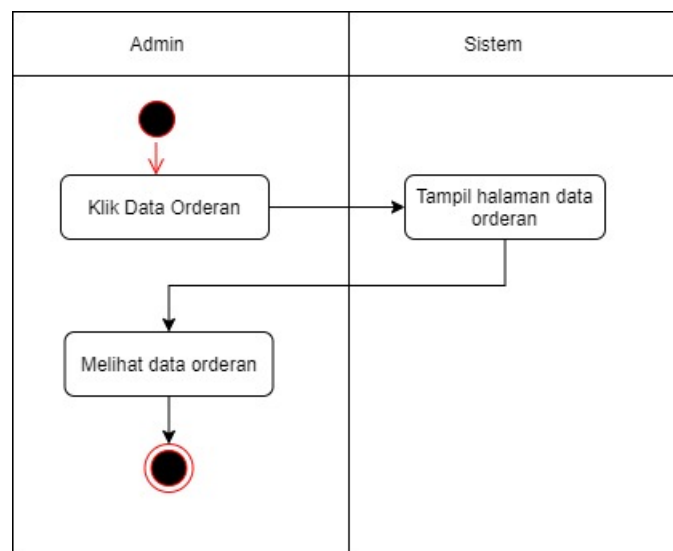 Admin
Sistem
Klik Data Orderan
Tampil halaman data
orderan
Melihat data orderan